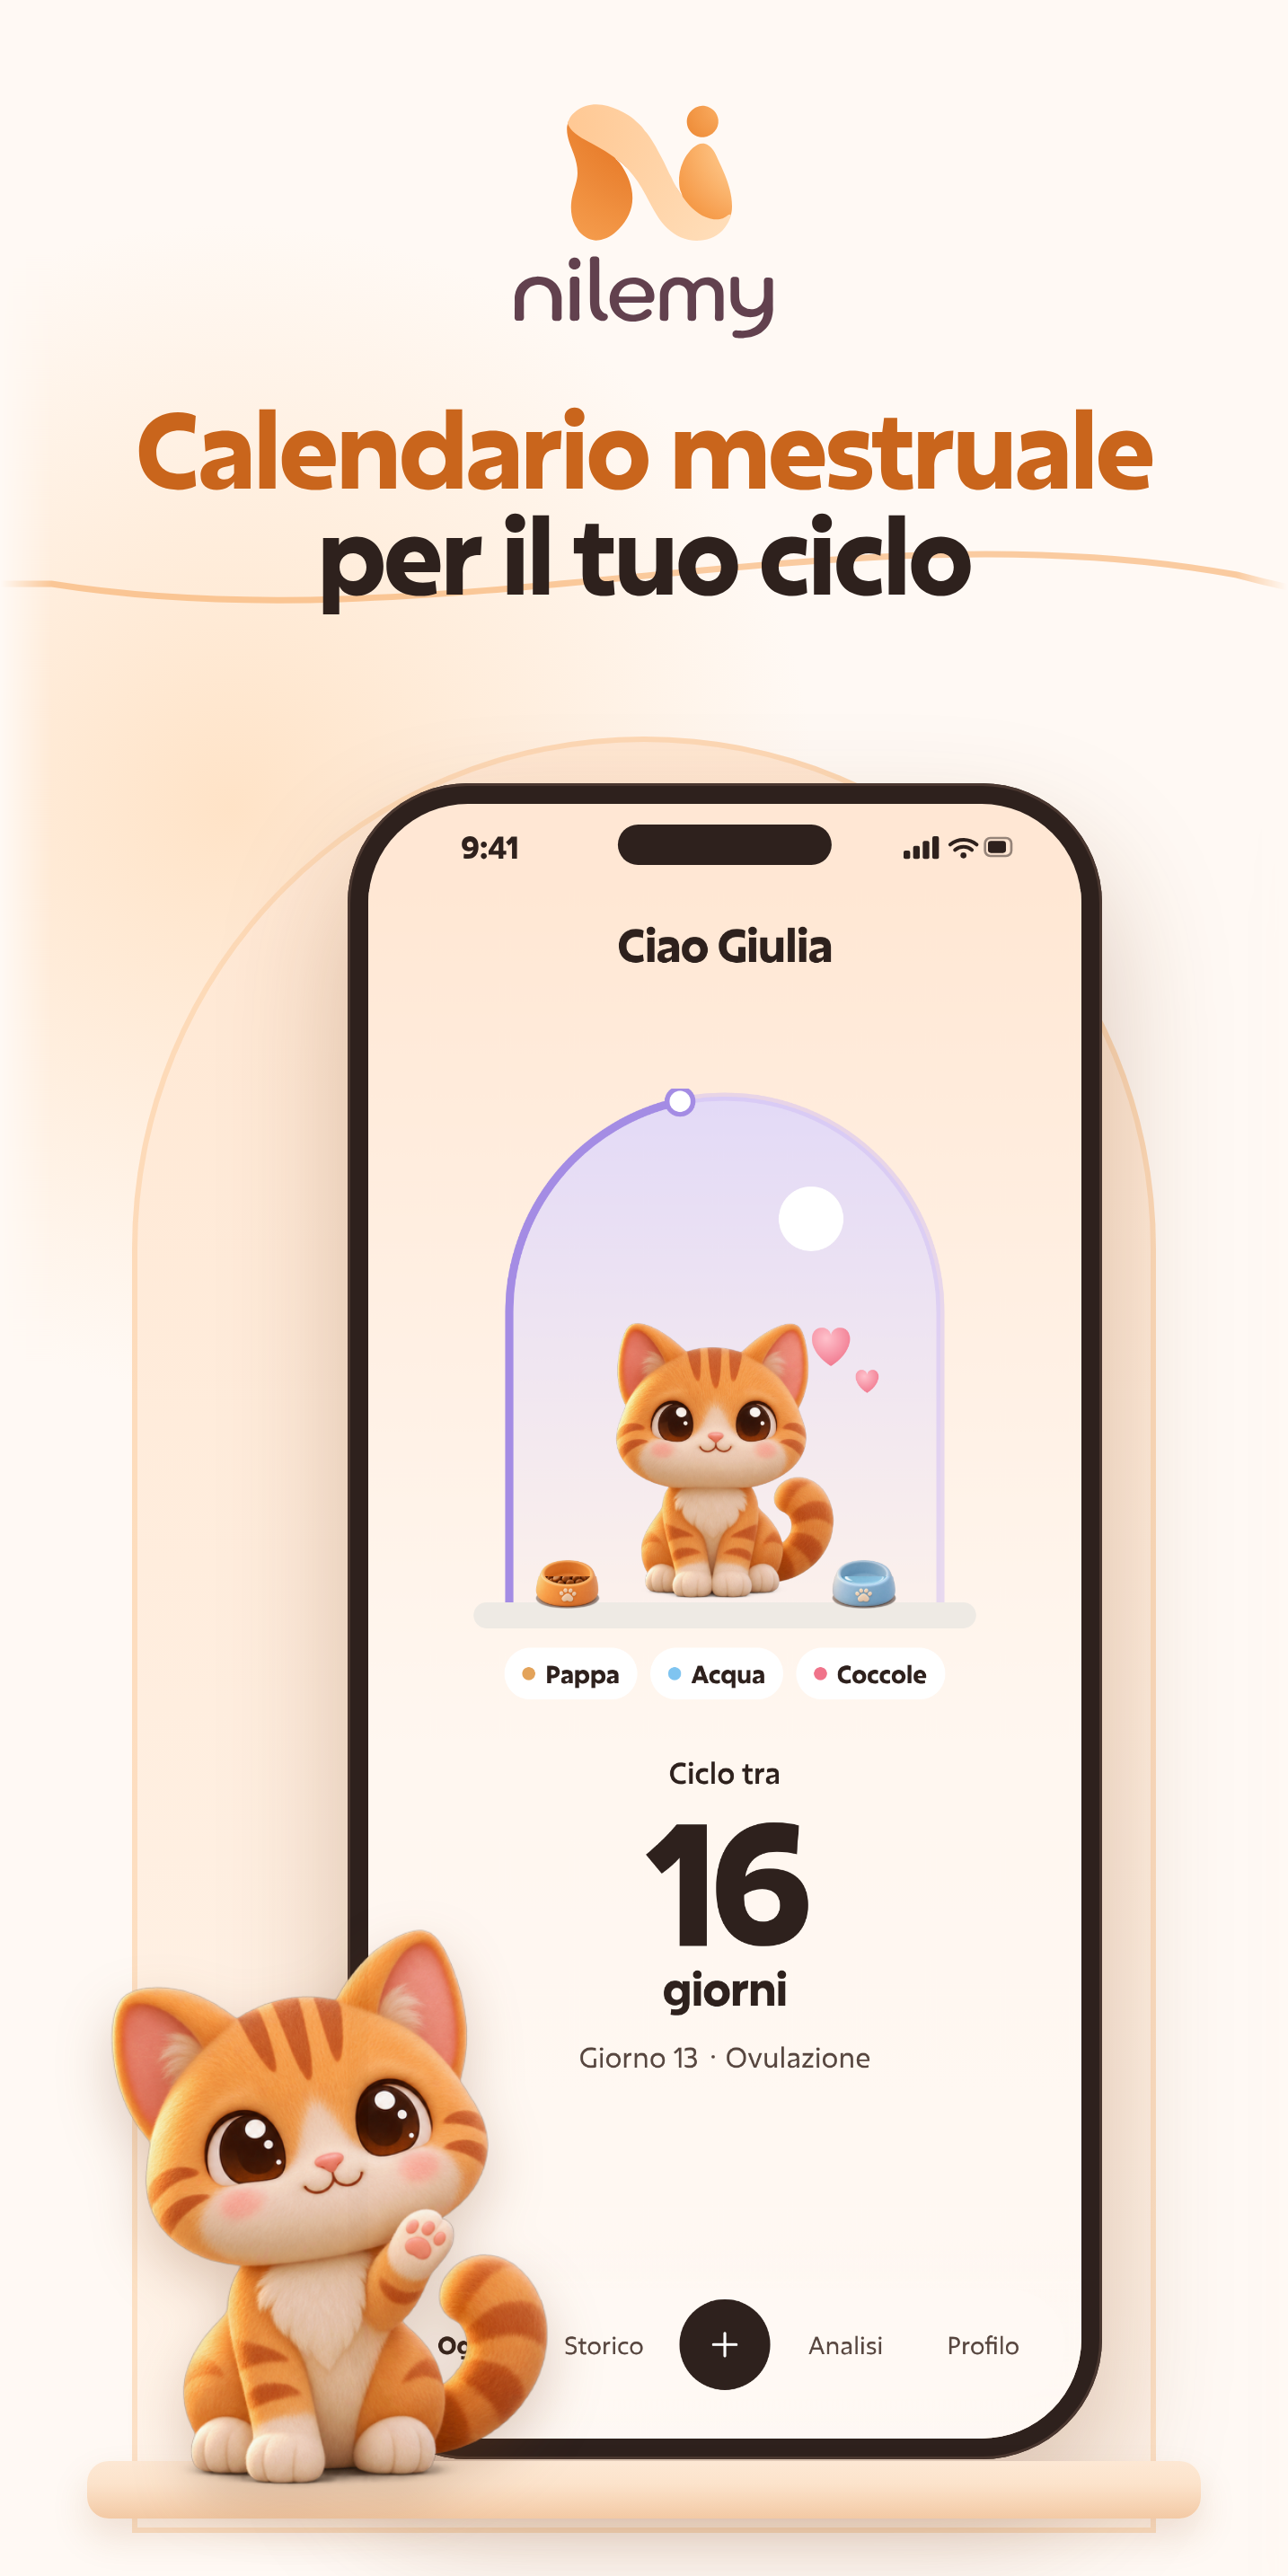 nilemy
Calendario mestruale
per il tuo ciclo
9:41
Ciao Giulia
Pappa
Acqua
Coccole
Ciclo tra
16
giorni
Giorno 13 · Ovulazione
Storico
Analisi
Profilo